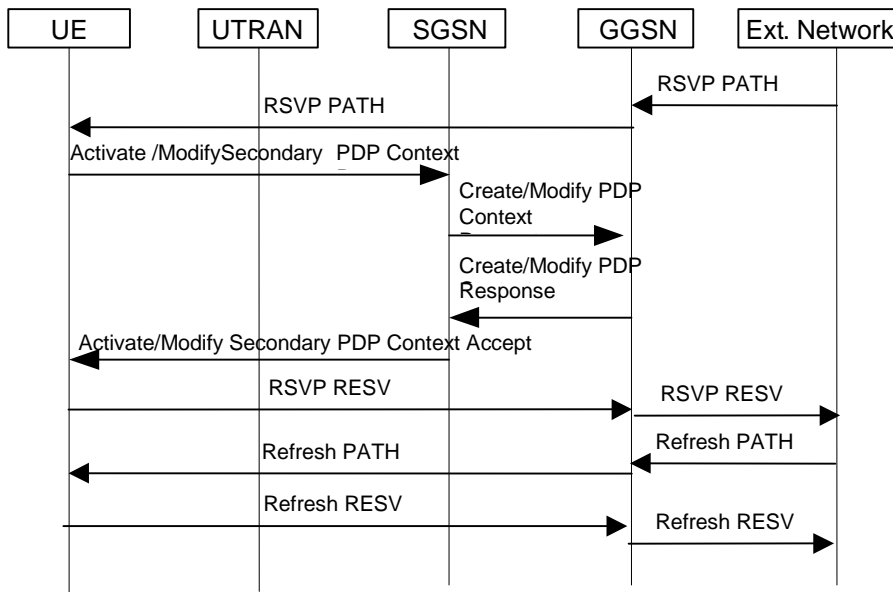 UE
UTRAN
SGSN
GGSN
Ext. Network
RSVP PATH
RSVP PATH
Activate /ModifySecondary PDP Context
Create/Modify PDP
Context
Create/Modify PDP
Response
Activate/Modify Secondary PDP Context Accept
RSVP RESV
RSVP RESV
Refresh PATH
Refresh PATH
Refresh RESV
Refresh RESV